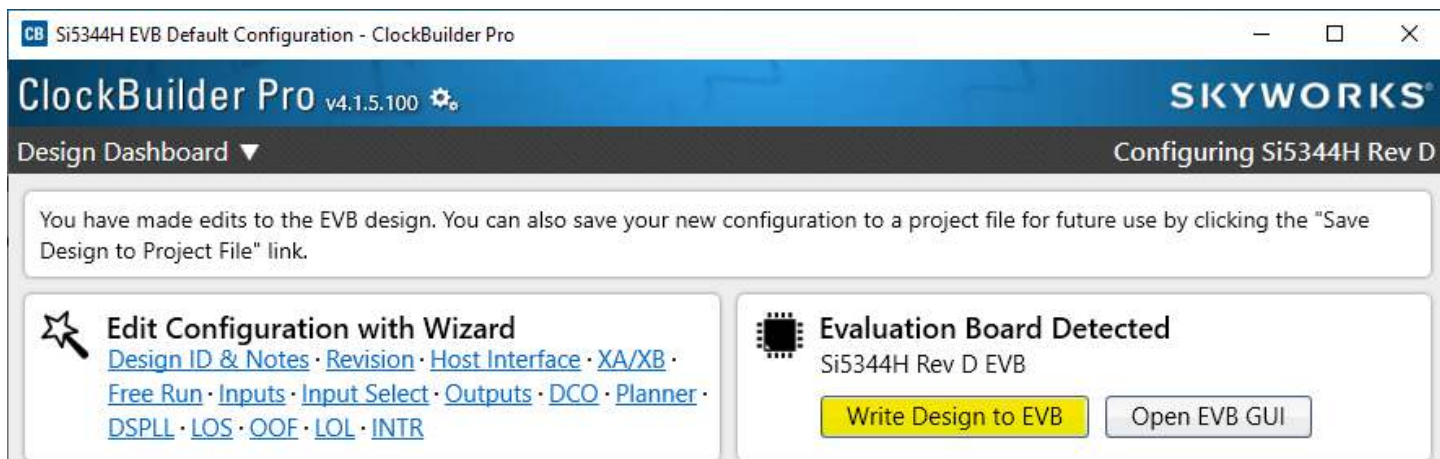 CB Si5344H EVB Default Configuration - ClockBuilder Pro
ClockBuilder Pro v4.1.5.100
SKYWORKS®
Design Dashboard ▼
Configuring Si5344H Rev D
You have made edits to the EVB design. You can also save your new configuration to a project file for future use by clicking the "Save
Design to Project File" link.
Edit Configuration with Wizard
Design ID & Notes · Revision · Host Interface · XA/XB ·
Free Run · Inputs · Input Select · Outputs · DCO · Planner ·
DSPLL · LOS · OOF · LOL · INTR
Evaluation Board Detected
Si5344H Rev D EVB
Write Design to EVB
Open EVB GUI